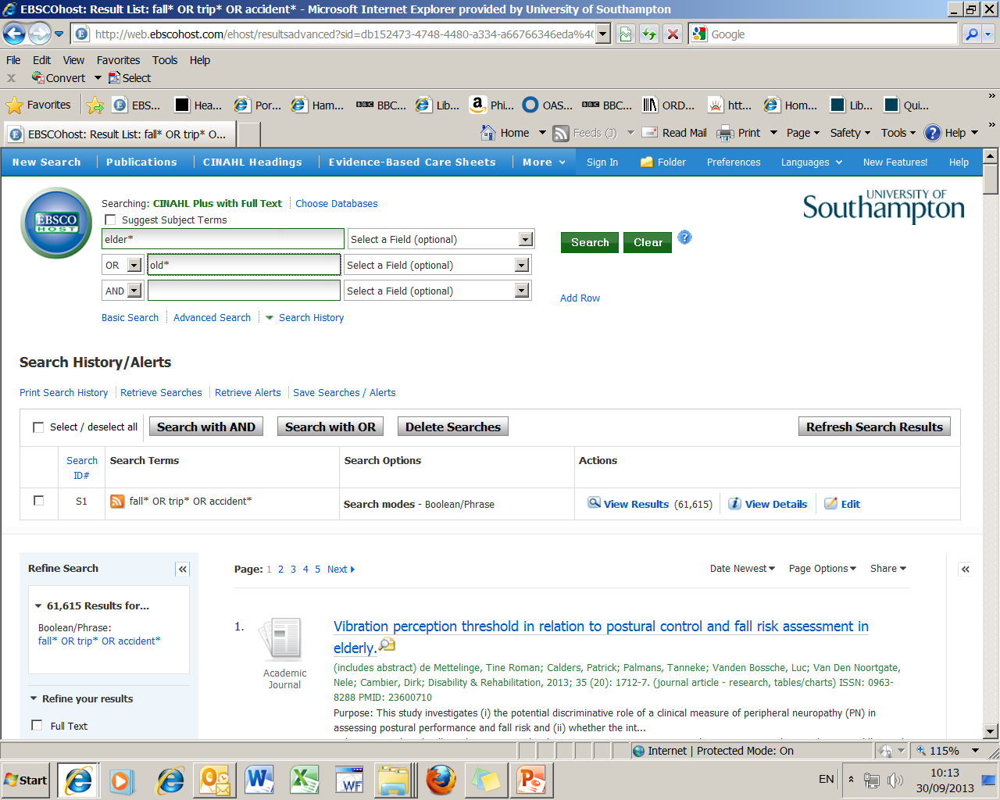 EBSCOhost: Result List: fall* OR trip* OR accident* - Microsoft Internet Explorer provided by University of Southampton
http://web.ebscohost.com/ehost/resultsadvanced?sid=db152473-4748-4480-a334-a66766346eda%40 Google
File Edit View Favorites Tools Help
x Convert Select
Favorites EBS... Hea... Por... Ham... BBC BBC... Lib... Phi... OAS... BBC BBC... ORD... htt... Hom... Lib... Qui... »
EBSCOhost: Result List: fall* OR trip* O... Home Feeds (J) Read Mail Print Page Safety Tools Help »
New Search Publications CINAHL Headings Evidence-Based Care Sheets More Sign In Folder Preferences Languages New Features! Help
Searching: CINAHL Plus with Full Text Choose Databases
Suggest Subject Terms
EBSCO
HOST
UNIVERSITY OF
Southampton
elder* Select a Field (optional) Search Clear ?
OR old* Select a Field (optional)
AND Select a Field (optional) Add Row
Basic Search Advanced Search Search History
Search History/Alerts
Print Search History Retrieve Searches Retrieve Alerts Save Searches / Alerts
Select / deselect all Search with AND Search with OR Delete Searches Refresh Search Results
Search ID# Search Terms Search Options Actions
S1 fall* OR trip* OR accident* Search modes - Boolean/Phrase View Results (61,615) View Details Edit
Refine Search «
61,615 Results for...
Boolean/Phrase:
fall* OR trip* OR accident*
Refine your results
Full Text
Page: 1 2 3 4 5 Next Date Newest Page Options Share «
1. Vibration perception threshold in relation to postural control and fall risk assessment in
elderly.
Academic
Journal
(includes abstract) de Mettelinge, Tine Roman; Calders, Patrick; Palmans, Tanneke; Vanden Bossche, Luc; Van Den Noortgate,
Nele; Cambier, Dirk; Disability & Rehabilitation, 2013; 35 (20): 1712-7. (journal article - research, tables/charts) ISSN: 0963-
8288 PMID: 23600710
Purpose: This study investigates (i) the potential discriminative role of a clinical measure of peripheral neuropathy (PN) in
assessing postural performance and fall risk and (ii) whether the int...
Internet | Protected Mode: On 115%
Start WF EN 10:13
30/09/2013